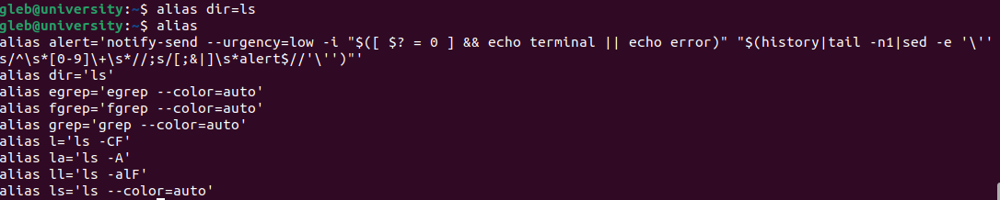 gleb@university:~$ alias dir=ls
gleb@university:~$ alias
alias alert='notify-send --urgency=low -i "$([ $? = 0 ] && echo terminal || echo error)" "$(history|tail -n1|sed -e '\''
s/^\s*[0-9]\+\s*//;s/[;&|]\s*alert$//'\'')"'
alias dir='ls'
alias egrep='egrep --color=auto'
alias fgrep='fgrep --color=auto'
alias grep='grep --color=auto'
alias l='ls -CF'
alias la='ls -A'
alias ll='ls -alF'
alias ls='ls --color=auto'